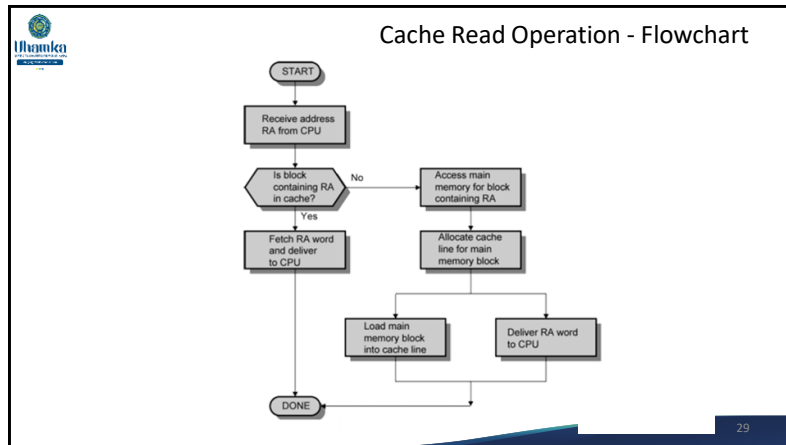 Uhamka
Cache Read Operation - Flowchart
START
Receive address
RA from CPU
Is block
containing RA
in cache?
No
Yes
Access main
memory for block
containing RA
Fetch RA word
and deliver
to CPU
Allocate cache
line for main
memory block
Load main
memory block
into cache line
Deliver RA word
to CPU
DONE
29